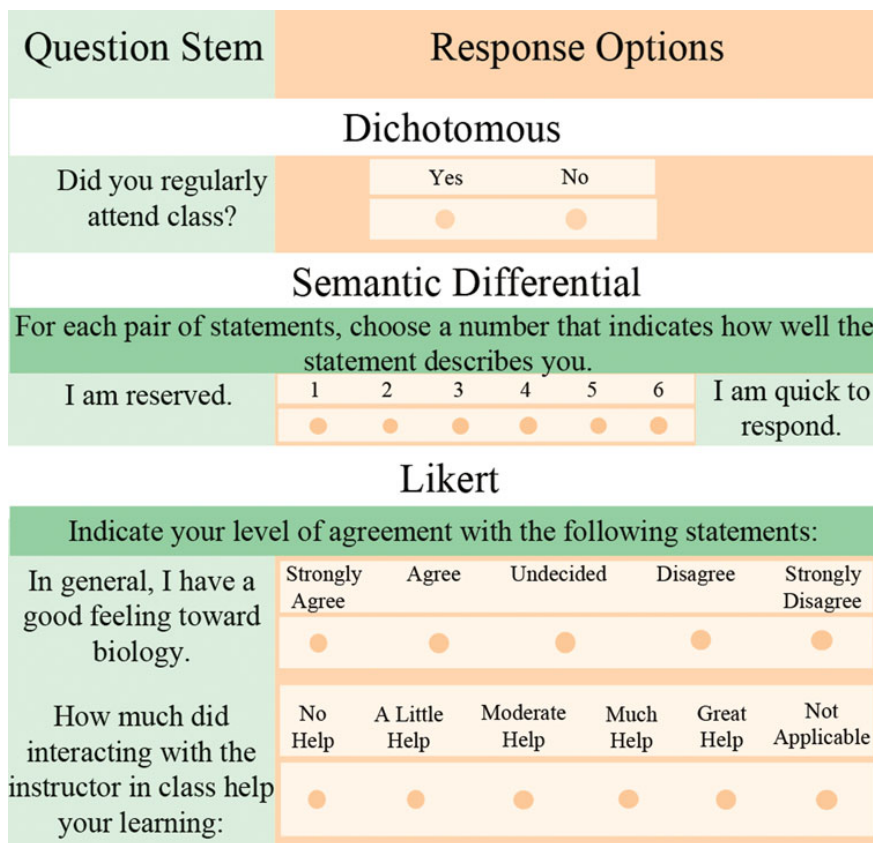 Question Stem
Response Options
Dichotomous
Did you regularly
attend class?
Yes No
Semantic Differential
For each pair of statements, choose a number that indicates how well the
statement describes you.
I am reserved.
1 2 3 4 5 6
I am quick to
respond.
Likert
Indicate your level of agreement with the following statements:
In general, I have a
good feeling toward
biology.
Strongly
Agree
Agree
Undecided
Disagree
Strongly
Disagree
How much did
interacting with the
instructor in class help
your learning:
No
Help
A Little
Help
Moderate
Help
Much
Help
Great
Help
Not
Applicable